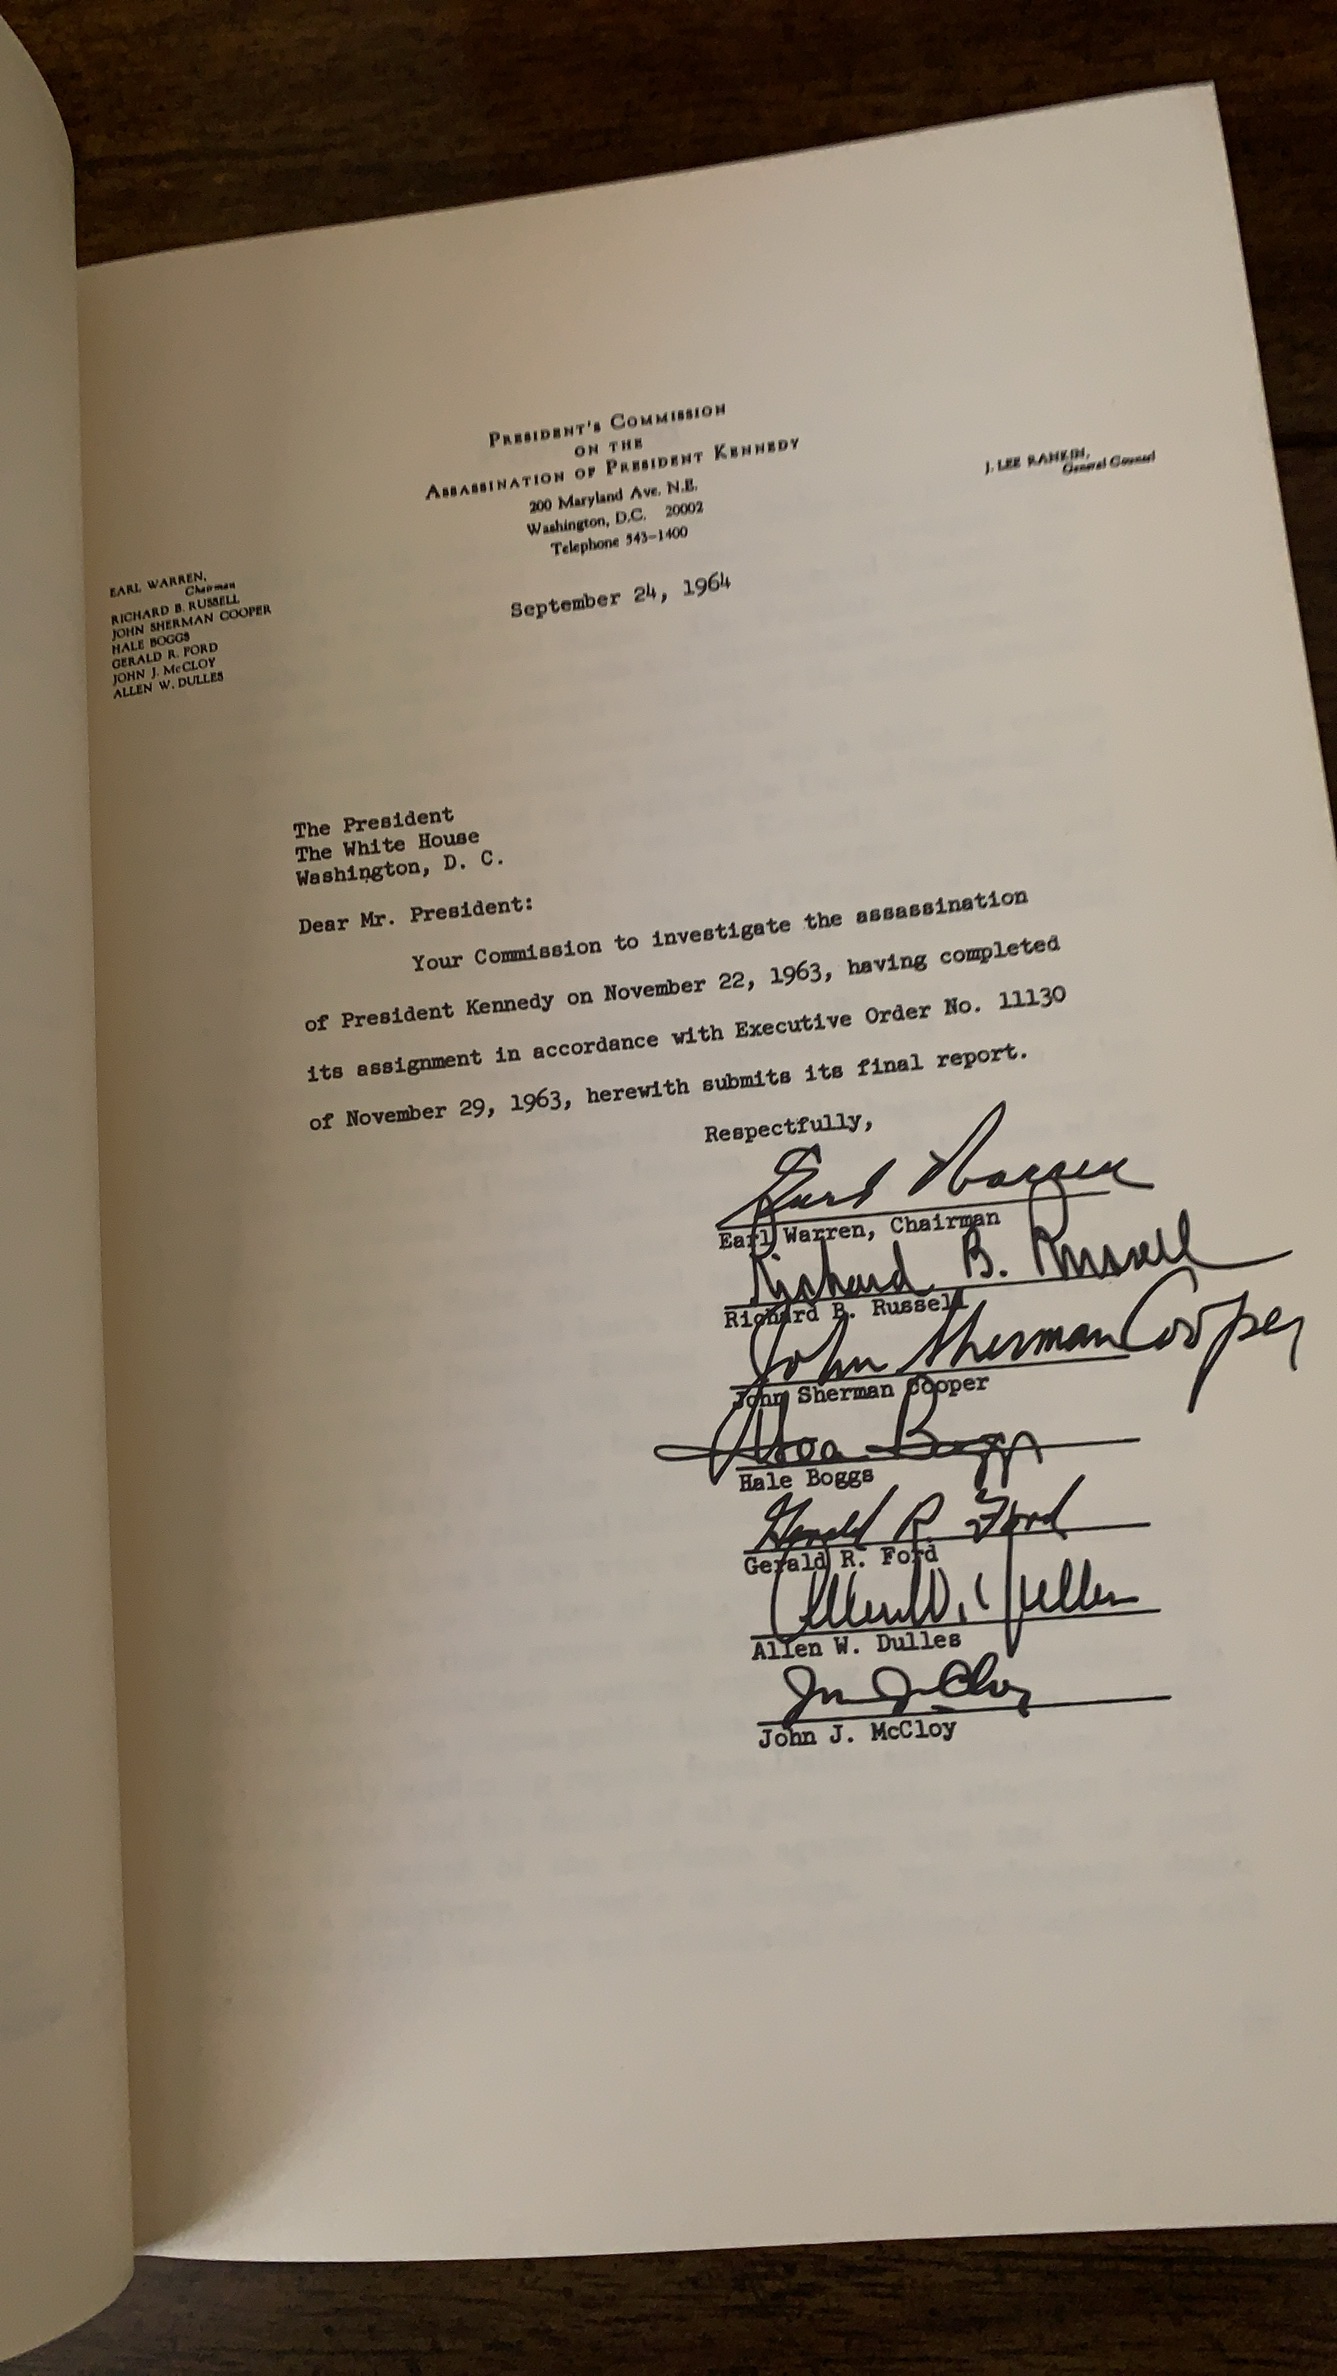 PRESIDENT'S COMMISSION
ON THE
ASSASSINATION OF PRESIDENT KENNEDY
200 Maryland Ave. N.E.
Washington, D.C. 20002
Telephone 543-1400
J. LEE RANKIN,
General Counsel
EARL WARREN,
Chairman
RICHARD B. RUSSELL
JOHN SHERMAN COOPER
HALE BOGGS
GERALD R. FORD
JOHN J. McCLOY
ALLEN W. DULLES
September 24, 1964
The President
The White House
Washington, D. C.
Dear Mr. President:
Your Commission to investigate the assassination
of President Kennedy on November 22, 1963, having completed
its assignment in accordance with Executive Order No. 11130
of November 29, 1963, herewith submits its final report.
Respectfully,
Earl Warren
Earl Warren, Chairman
Richard B. Russell
Richard B. Russell
John Sherman Cooper
John Sherman Cooper
Hale Boggs
Hale Boggs
Gerald R Ford
Gerald R. Ford
Allen W. Dulles
Allen W. Dulles
John J. McCloy